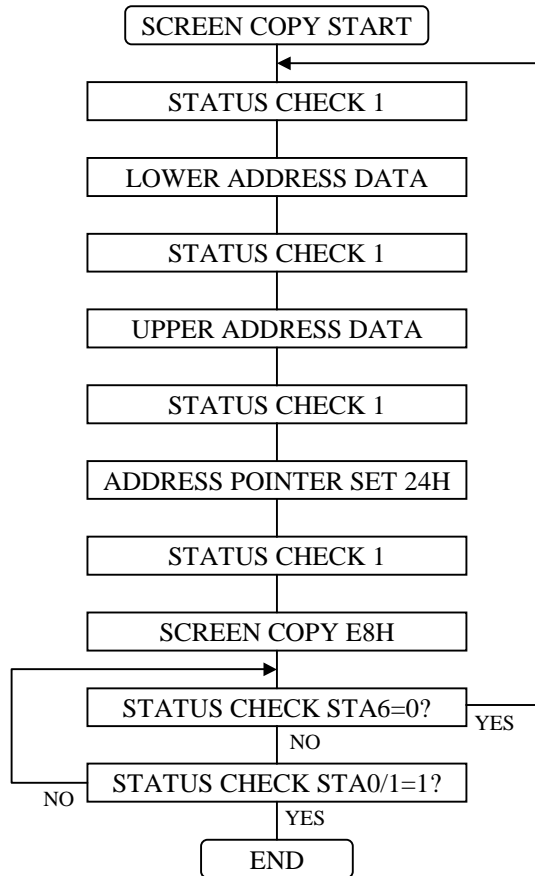 SCREEN COPY START
STATUS CHECK 1
LOWER ADDRESS DATA
STATUS CHECK 1
UPPER ADDRESS DATA
STATUS CHECK 1
ADDRESS POINTER SET 24H
STATUS CHECK 1
SCREEN COPY E8H
STATUS CHECK STA6=0?
YES
NO
STATUS CHECK STA0/1=1?
NO
YES
END